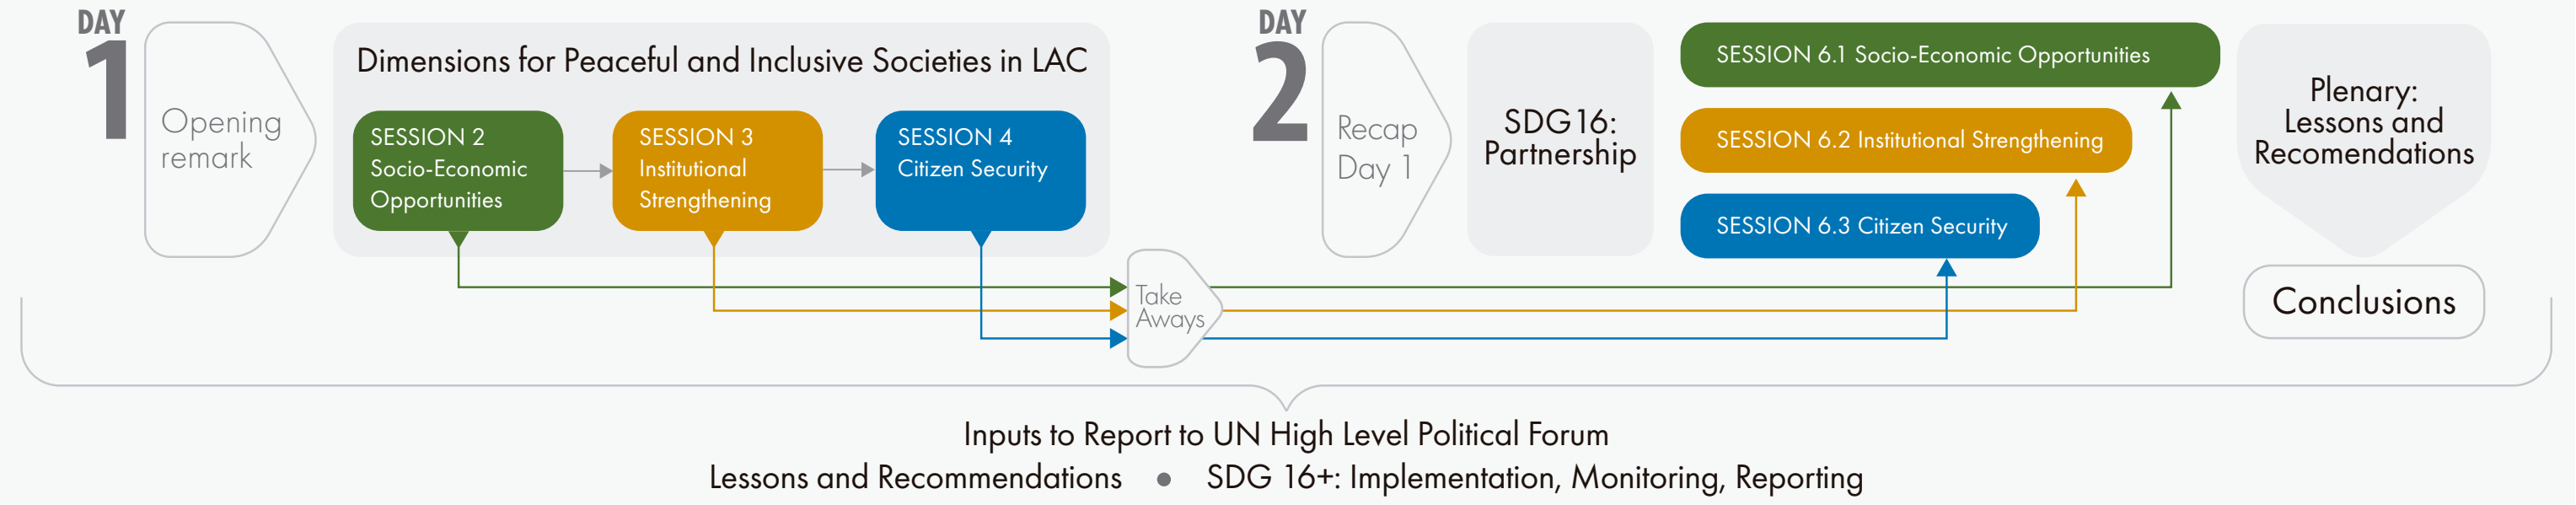 DAY
1
Opening
remark
Dimensions for Peaceful and Inclusive Societies in LAC
SESSION 2
Socio-Economic
Opportunities
SESSION 3
Institutional
Strengthening
SESSION 4
Citizen Security
Take
Aways
DAY
2
Recap
Day 1
SDG16:
Partnership
SESSION 6.1 Socio-Economic Opportunities
SESSION 6.2 Institutional Strengthening
SESSION 6.3 Citizen Security
Plenary:
Lessons and
Recomendations
Conclusions
Inputs to Report to UN High Level Political Forum
Lessons and Recommendations • SDG 16+: Implementation, Monitoring, Reporting